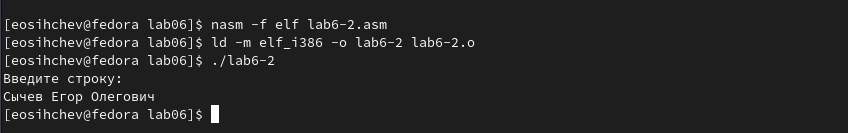 [eosihchev@fedora lab06]$ nasm -f elf lab6-2.asm
[eosihchev@fedora lab06]$ ld -m elf_i386 -o lab6-2 lab6-2.o
[eosihchev@fedora lab06]$ ./lab6-2
Введите строку:
Сычев Егор Олегович
[eosihchev@fedora lab06]$